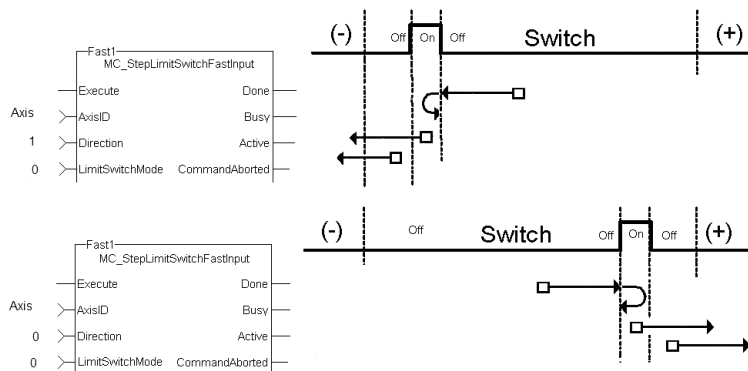 (-) Off On Off Switch (+)
Fast1
MC_StepLimitSwitchFastInput
Execute Done
Axis AxisID Busy
1 Direction Active
0 LimitSwitchMode CommandAborted
(-) Off Switch Off On Off (+)
Fast1
MC_StepLimitSwitchFastInput
Execute Done
Axis AxisID Busy
0 Direction Active
0 LimitSwitchMode CommandAborted